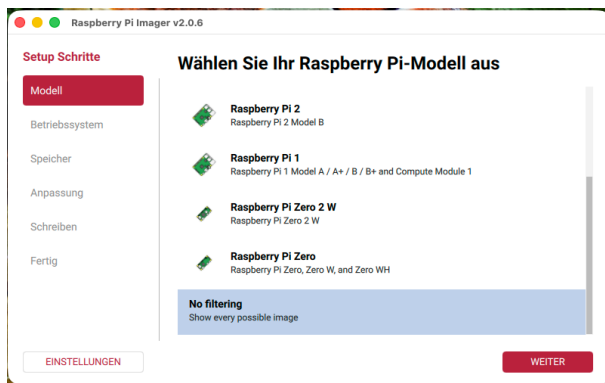 Raspberry Pi Imager v2.0.6
Setup Schritte
Modell
Betriebssystem
Speicher
Anpassung
Schreiben
Fertig
EINSTELLUNGEN
Wählen Sie Ihr Raspberry Pi-Modell aus
Raspberry Pi 2
Raspberry Pi 2 Model B
Raspberry Pi 1
Raspberry Pi 1 Model A / A+ / B / B+ and Compute Module 1
Raspberry Pi Zero 2 W
Raspberry Pi Zero 2 W
Raspberry Pi Zero
Raspberry Pi Zero, Zero W, and Zero WH
No filtering
Show every possible image
WEITER